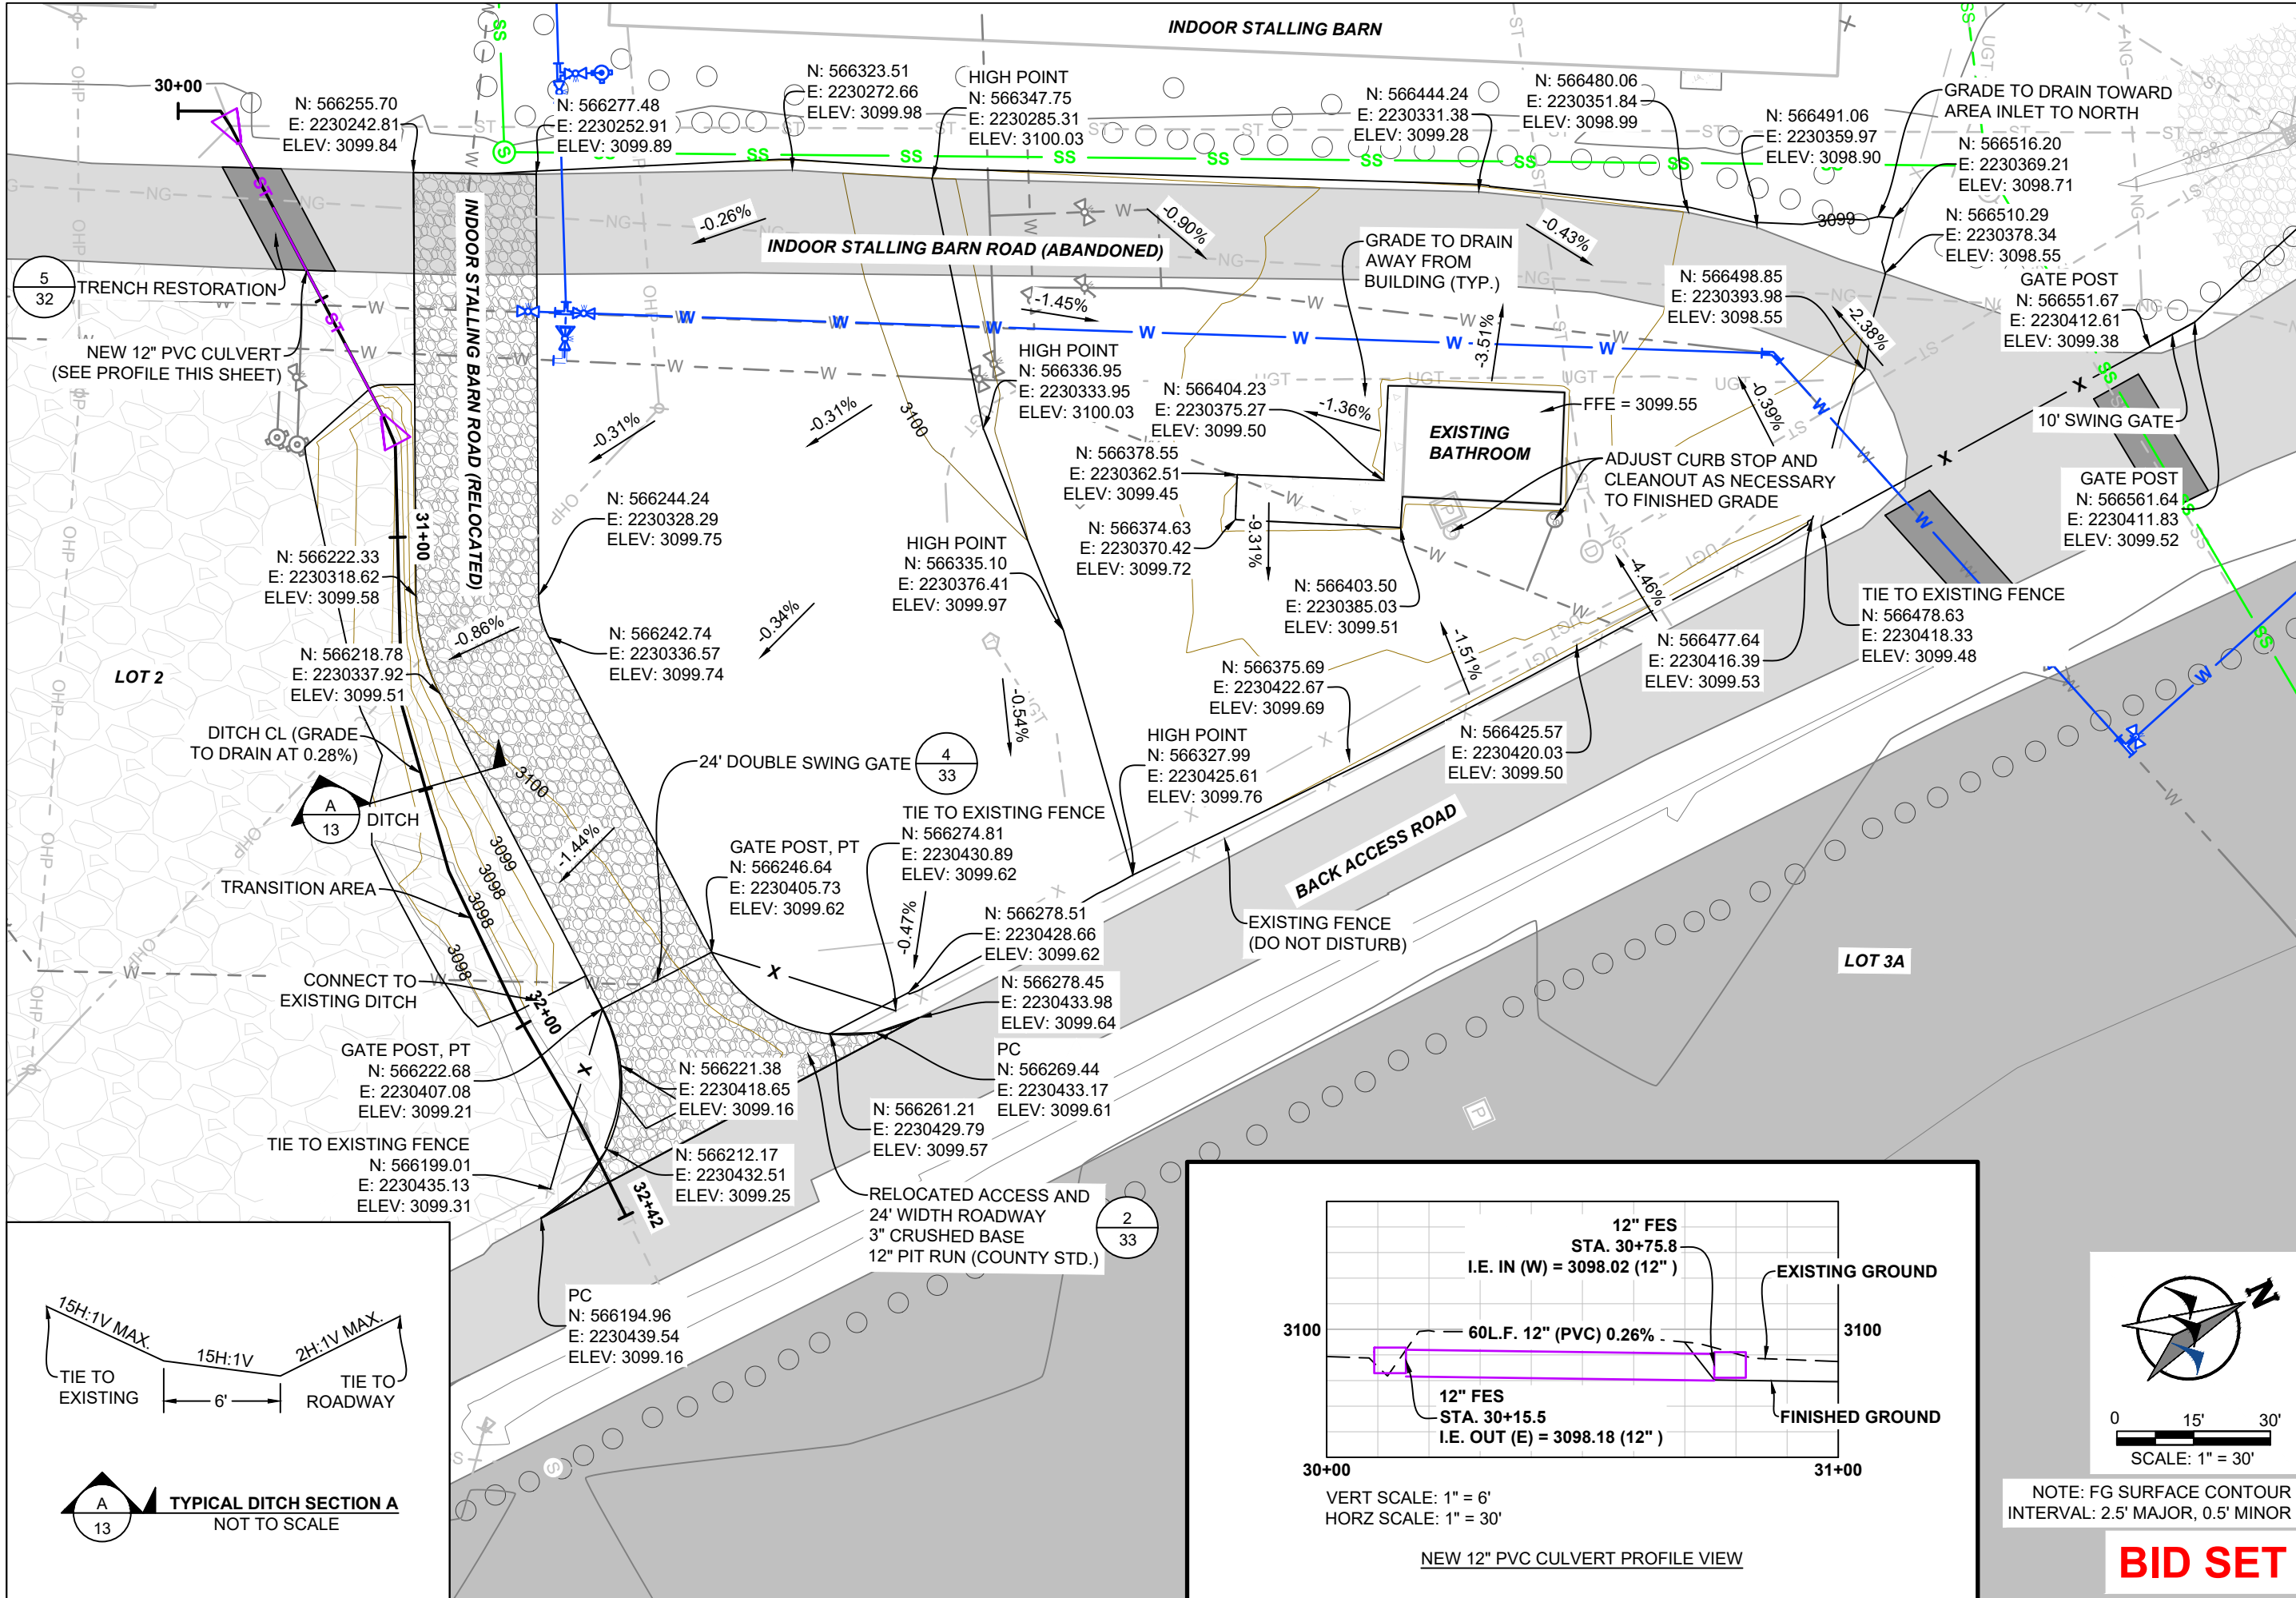 INDOOR STALLING BARN
30+00
N: 566255.70
E: 2230242.81
ELEV: 3099.84
N: 566277.48
E: 2230252.91
ELEV: 3099.89
N: 566323.51
E: 2230272.66
ELEV: 3099.98
HIGH POINT
N: 566347.75
E: 2230285.31
ELEV: 3100.03
N: 566444.24
E: 2230331.38
ELEV: 3099.28
N: 566480.06
E: 2230351.84
ELEV: 3098.99
N: 566491.06
E: 2230359.97
ELEV: 3098.90
GRADE TO DRAIN TOWARD
AREA INLET TO NORTH
N: 566516.20
E: 2230369.21
ELEV: 3098.71
N: 566510.29
E: 2230378.34
ELEV: 3098.55
3099
3098
GATE POST
N: 566551.67
E: 2230412.61
ELEV: 3099.38
N: 566498.85
E: 2230393.98
ELEV: 3098.55
-0.26%
-0.90%
-0.43%
-2.38%
INDOOR STALLING BARN ROAD (ABANDONED)
INDOOR STALLING BARN ROAD (RELOCATED)
GRADE TO DRAIN
AWAY FROM
BUILDING (TYP.)
5
32
TRENCH RESTORATION
NEW 12" PVC CULVERT
(SEE PROFILE THIS SHEET)
-1.45%
-3.51%
-1.36%
-0.39%
-0.31%
-0.31%
3100
HIGH POINT
N: 566336.95
E: 2230333.95
ELEV: 3100.03
N: 566404.23
E: 2230375.27
ELEV: 3099.50
FFE = 3099.55
EXISTING
BATHROOM
10' SWING GATE
N: 566378.55
E: 2230362.51
ELEV: 3099.45
ADJUST CURB STOP AND
CLEANOUT AS NECESSARY
TO FINISHED GRADE
GATE POST
N: 566561.64
E: 2230411.83
ELEV: 3099.52
31+00
N: 566244.24
E: 2230328.29
ELEV: 3099.75
N: 566374.63
E: 2230370.42
ELEV: 3099.72
-9.31%
HIGH POINT
N: 566335.10
E: 2230376.41
ELEV: 3099.97
N: 566222.33
E: 2230318.62
ELEV: 3099.58
N: 566403.50
E: 2230385.03
ELEV: 3099.51
-4.46%
TIE TO EXISTING FENCE
N: 566478.63
E: 2230418.33
ELEV: 3099.48
-0.86%
-0.34%
N: 566242.74
E: 2230336.57
ELEV: 3099.74
-1.51%
N: 566477.64
E: 2230416.39
ELEV: 3099.53
LOT 2
N: 566218.78
E: 2230337.92
ELEV: 3099.51
N: 566375.69
E: 2230422.67
ELEV: 3099.69
-0.54%
DITCH CL (GRADE
TO DRAIN AT 0.28%)
HIGH POINT
N: 566327.99
E: 2230425.61
ELEV: 3099.76
N: 566425.57
E: 2230420.03
ELEV: 3099.50
24' DOUBLE SWING GATE
4
33
3100
A
13
DITCH
TIE TO EXISTING FENCE
N: 566274.81
E: 2230430.89
ELEV: 3099.62
BACK ACCESS ROAD
-1.44%
3099
3098
3098
3098
GATE POST, PT
N: 566246.64
E: 2230405.73
ELEV: 3099.62
TRANSITION AREA
-0.47%
N: 566278.51
E: 2230428.66
ELEV: 3099.62
EXISTING FENCE
(DO NOT DISTURB)
LOT 3A
CONNECT TO
EXISTING DITCH
32+00
N: 566278.45
E: 2230433.98
ELEV: 3099.64
GATE POST, PT
N: 566222.68
E: 2230407.08
ELEV: 3099.21
N: 566221.38
E: 2230418.65
ELEV: 3099.16
PC
N: 566269.44
E: 2230433.17
ELEV: 3099.61
N: 566261.21
E: 2230429.79
ELEV: 3099.57
TIE TO EXISTING FENCE
N: 566199.01
E: 2230435.13
ELEV: 3099.31
N: 566212.17
E: 2230432.51
ELEV: 3099.25
32+42
RELOCATED ACCESS AND
24' WIDTH ROADWAY
3" CRUSHED BASE
12" PIT RUN (COUNTY STD.)
2
33
PC
N: 566194.96
E: 2230439.54
ELEV: 3099.16
15H:1V MAX.
15H:1V
2H:1V MAX.
TIE TO
EXISTING
6'
TIE TO
ROADWAY
A
13
TYPICAL DITCH SECTION A
NOT TO SCALE
12" FES
STA. 30+75.8
I.E. IN (W) = 3098.02 (12" )
EXISTING GROUND
3100
60L.F. 12" (PVC) 0.26%
3100
12" FES
STA. 30+15.5
I.E. OUT (E) = 3098.18 (12" )
FINISHED GROUND
30+00
31+00
VERT SCALE: 1" = 6'
HORZ SCALE: 1" = 30'
NEW 12" PVC CULVERT PROFILE VIEW
N
0 15' 30'
SCALE: 1" = 30'
NOTE: FG SURFACE CONTOUR
INTERVAL: 2.5' MAJOR, 0.5' MINOR
BID SET